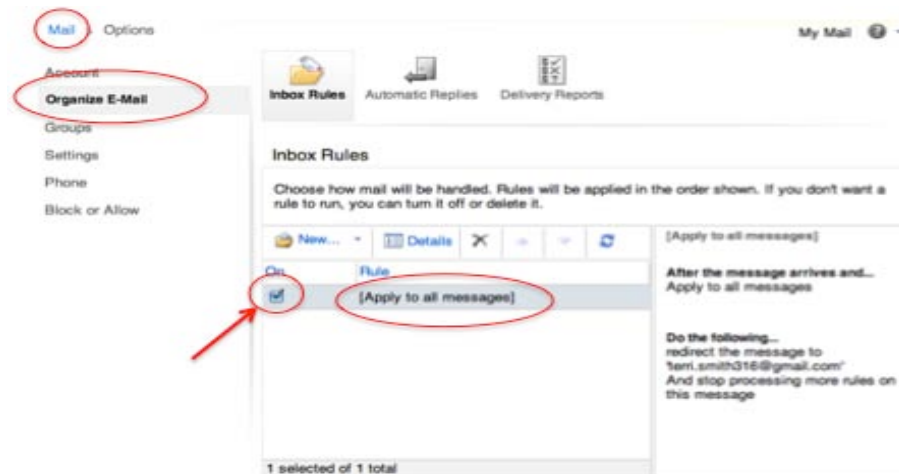 Mail Options
My Mail
Account
Organize E-Mail
Groups
Settings
Phone
Block or Allow
Inbox Rules
Automatic Replies
Delivery Reports
Inbox Rules
Choose how mail will be handled. Rules will be applied in the order shown. If you don't want a
rule to run, you can turn it off or delete it.
New...
Details
On
Rule
[Apply to all messages]
[Apply to all messages]
After the message arrives and...
Apply to all messages
Do the following...
redirect the message to
'terri.smith316@gmail.com'
And stop processing more rules on
this message
1 selected of 1 total